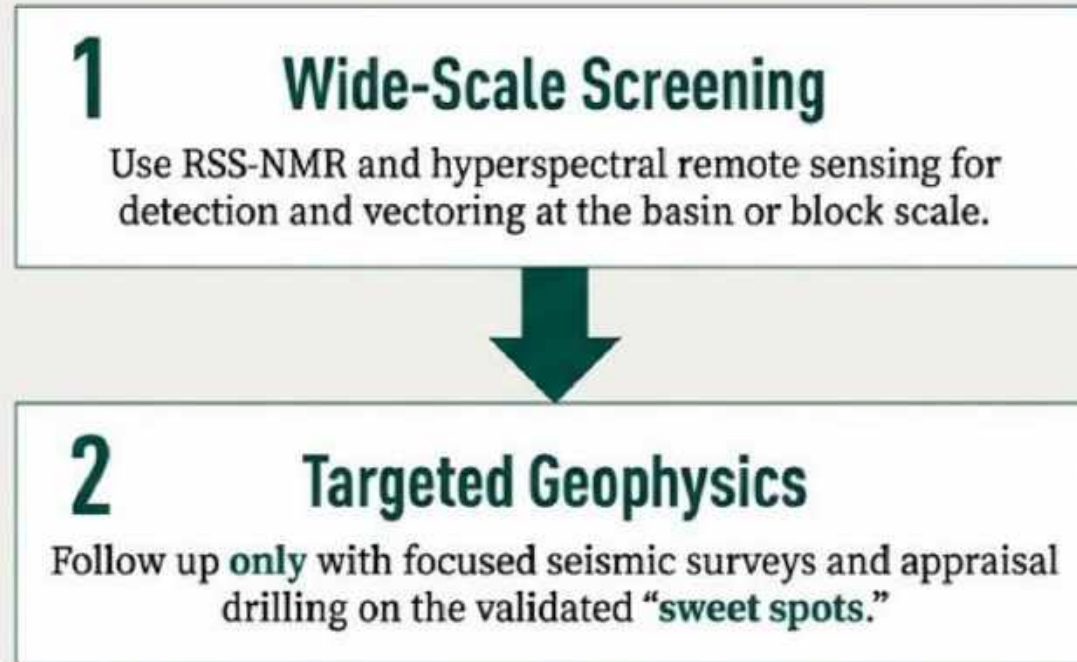 1
Wide-Scale Screening
Use RSS-NMR and hyperspectral remote sensing for
detection and vectoring at the basin or block scale.
2
Targeted Geophysics
Follow up only with focused seismic surveys and appraisal
drilling on the validated “sweet spots.”